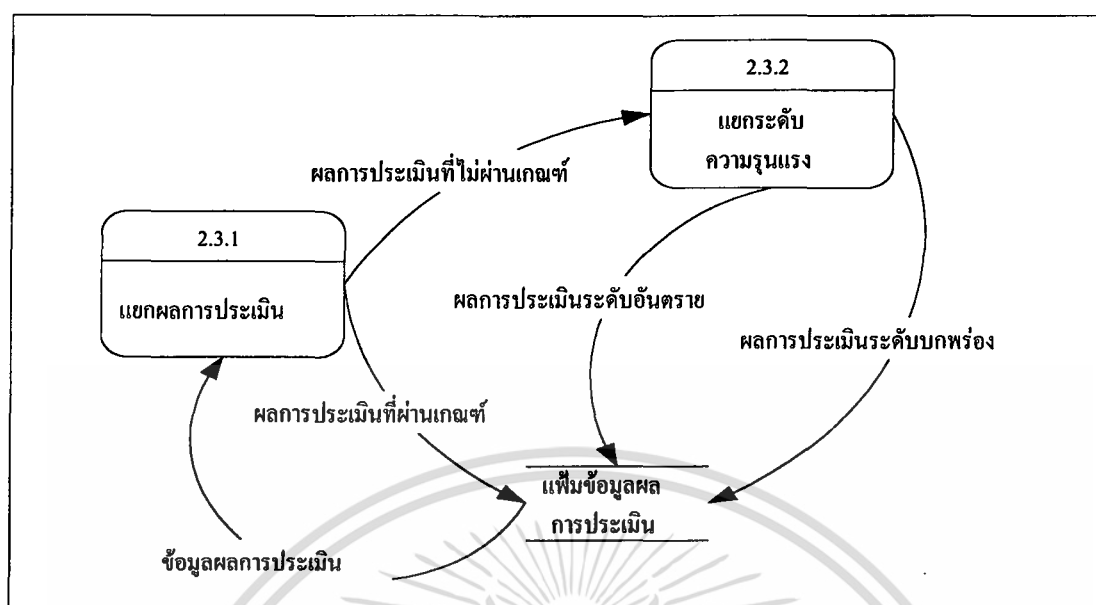 2.3.2
แยกระดับ
ความรุนแรง
ผลการประเมินที่ไม่ผ่านเกณฑ์
2.3.1
แยกผลการประเมิน
ผลการประเมินระดับอันตราย
ผลการประเมินระดับบกพร่อง
ผลการประเมินที่ผ่านเกณฑ์
แฟ้มข้อมูลผล
การประเมิน
ข้อมูลผลการประเมิน